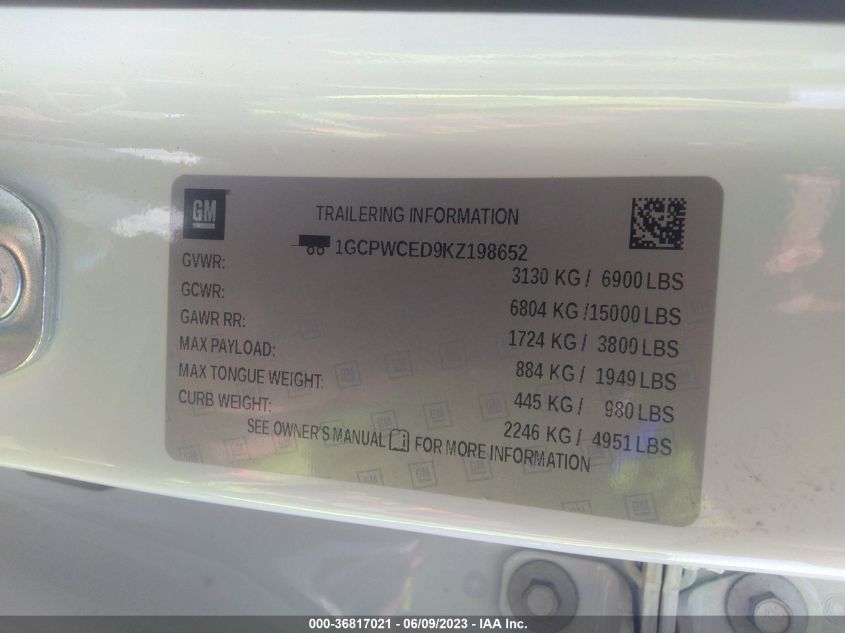 GM
TRAILERING INFORMATION
1GCPWCED9KZ198652
GVWR: 3130 KG / 6900 LBS
GCWR: 6804 KG /15000 LBS
GAWR RR: 1724 KG / 3800 LBS
MAX PAYLOAD: 884 KG / 1949 LBS
MAX TONGUE WEIGHT: 445 KG / 980 LBS
CURB WEIGHT: 2246 KG / 4951 LBS
SEE OWNER'S MANUAL FOR MORE INFORMATION
000-36817021 - 06/09/2023 - IAA Inc.